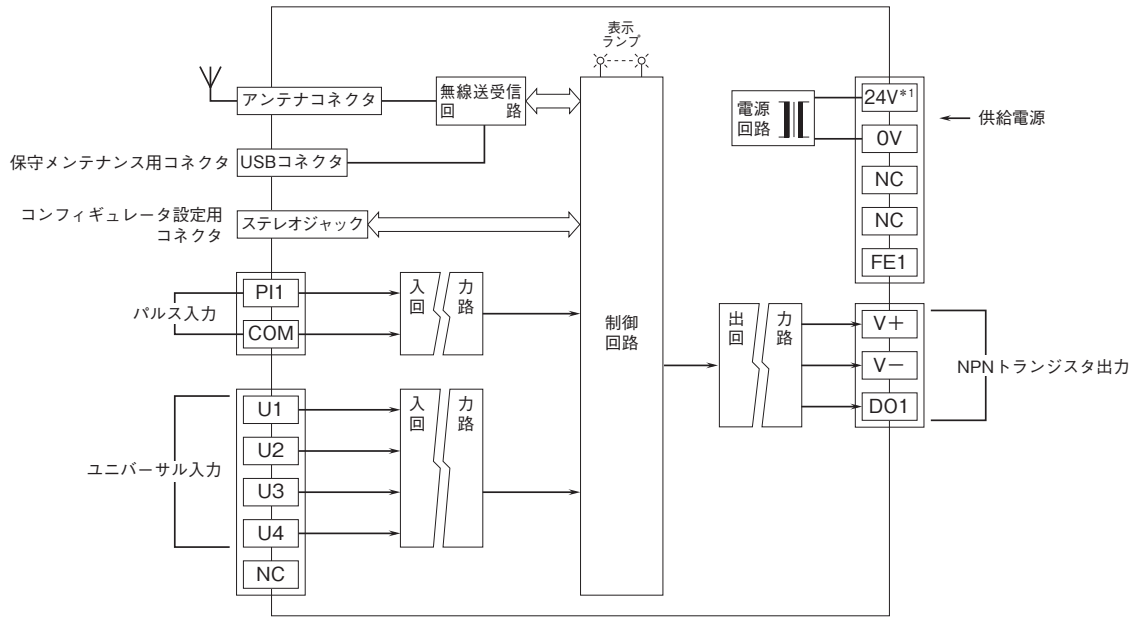 表示
ランプ
アンテナコネクタ
無線送受信
回 路
保守メンテナンス用コネクタ
USBコネクタ
コンフィギュレータ設定用
コネクタ
ステレオジャック
パルス入力
PI1
COM
入 力
回 路
ユニバーサル入力
U1
U2
U3
U4
NC
入 力
回 路
制御
回路
電源
回路
24V*1
0V
NC
NC
FE1
供給電源
出 力
回 路
V+
V−
DO1
NPNトランジスタ出力